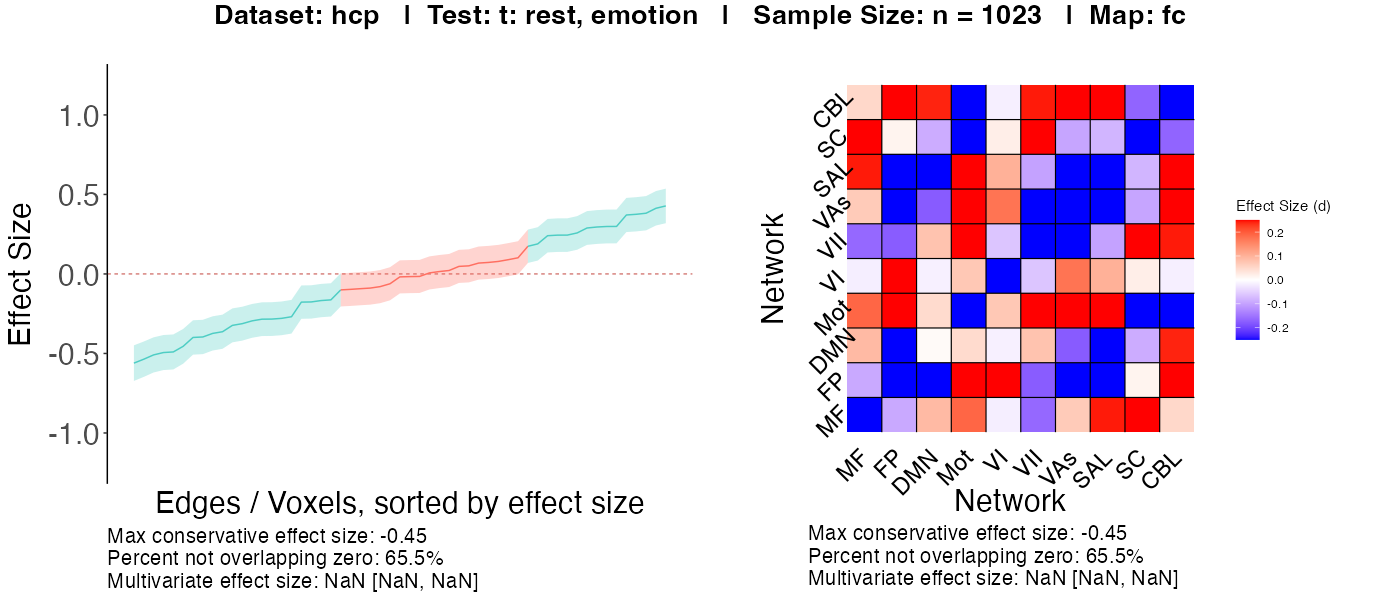 Dataset: hcp | Test: t: rest, emotion | Sample Size: n = 1023 | Map: fc
Effect Size
1.0
0.5
0.0
-0.5
-1.0
Edges / Voxels, sorted by effect size
Max conservative effect size: -0.45
Percent not overlapping zero: 65.5%
Multivariate effect size: NaN [NaN, NaN]
Network
CBL
SC
SAL
VAs
VII
VI
Mot
DMN
FP
MF
MF
FP
DMN
Mot
VI
VII
VAs
SAL
SC
CBL
Network
Max conservative effect size: -0.45
Percent not overlapping zero: 65.5%
Multivariate effect size: NaN [NaN, NaN]
Effect Size (d)
0.2
0.1
0.0
-0.1
-0.2